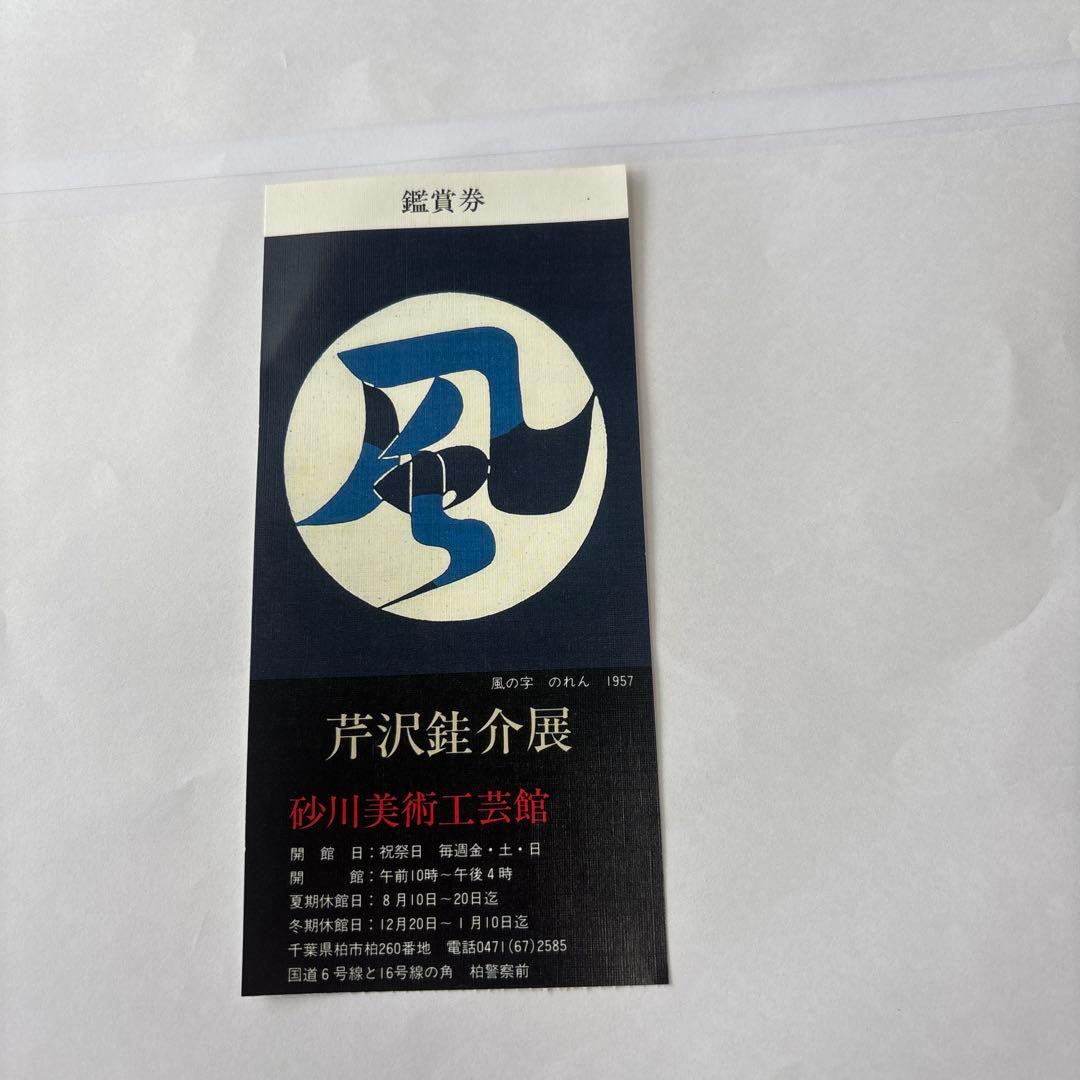 鑑賞券
風
風の字 のれん 1957
芹沢銈介展
砂川美術工芸館
開館日：祝祭日 毎週金・土・日
開館：午前10時～午後4時
夏期休館日：8月10日～20日迄
冬期休館日：12月20日～1月10日迄
千葉県柏市柏260番地 電話0471(67)2585
国道6号線と16号線の角 柏警察前